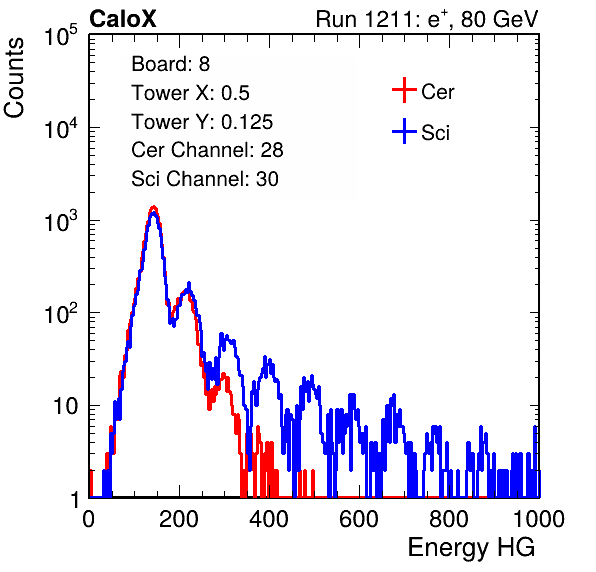 CaloX Run 1211: e⁺, 80 GeV
Counts
10⁵
10⁴
10³
10²
10
1
Board: 8
Tower X: 0.5
Tower Y: 0.125
Cer Channel: 28
Sci Channel: 30
Cer
Sci
0 200 400 600 800 1000
Energy HG